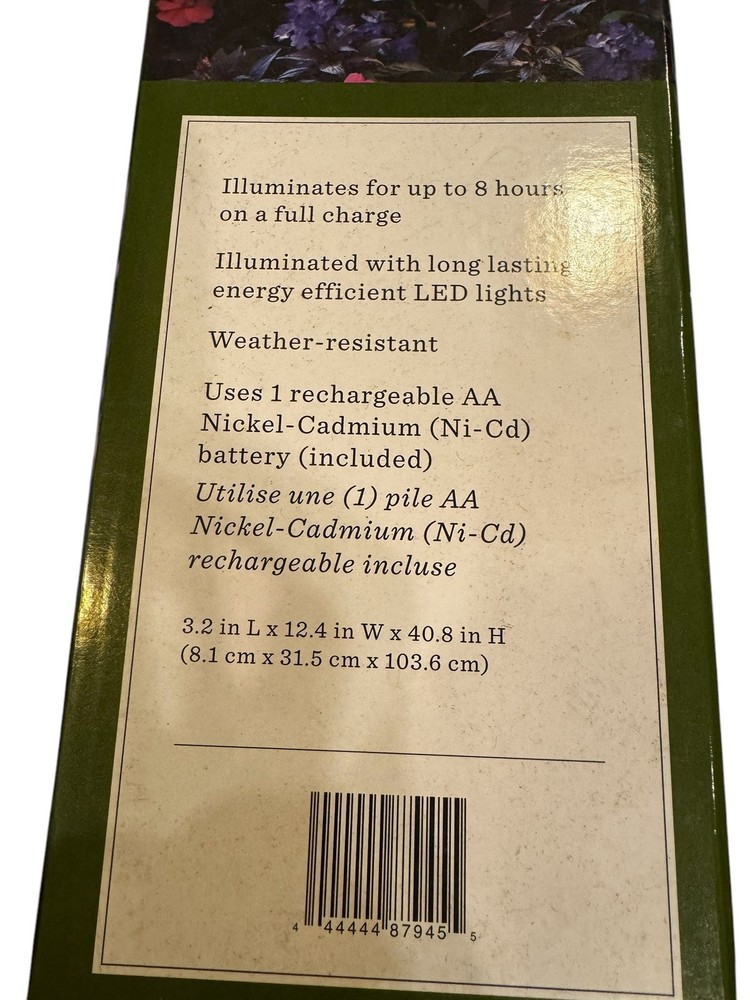 Illuminates for up to 8 hours
on a full charge
Illuminated with long lasting
energy efficient LED lights
Weather-resistant
Uses 1 rechargeable AA
Nickel-Cadmium (Ni-Cd)
battery (included)
Utilise une (1) pile AA
Nickel-Cadmium (Ni-Cd)
rechargeable incluse
3.2 in L x 12.4 in W x 40.8 in H
(8.1 cm x 31.5 cm x 103.6 cm)
4 44444 87945 5